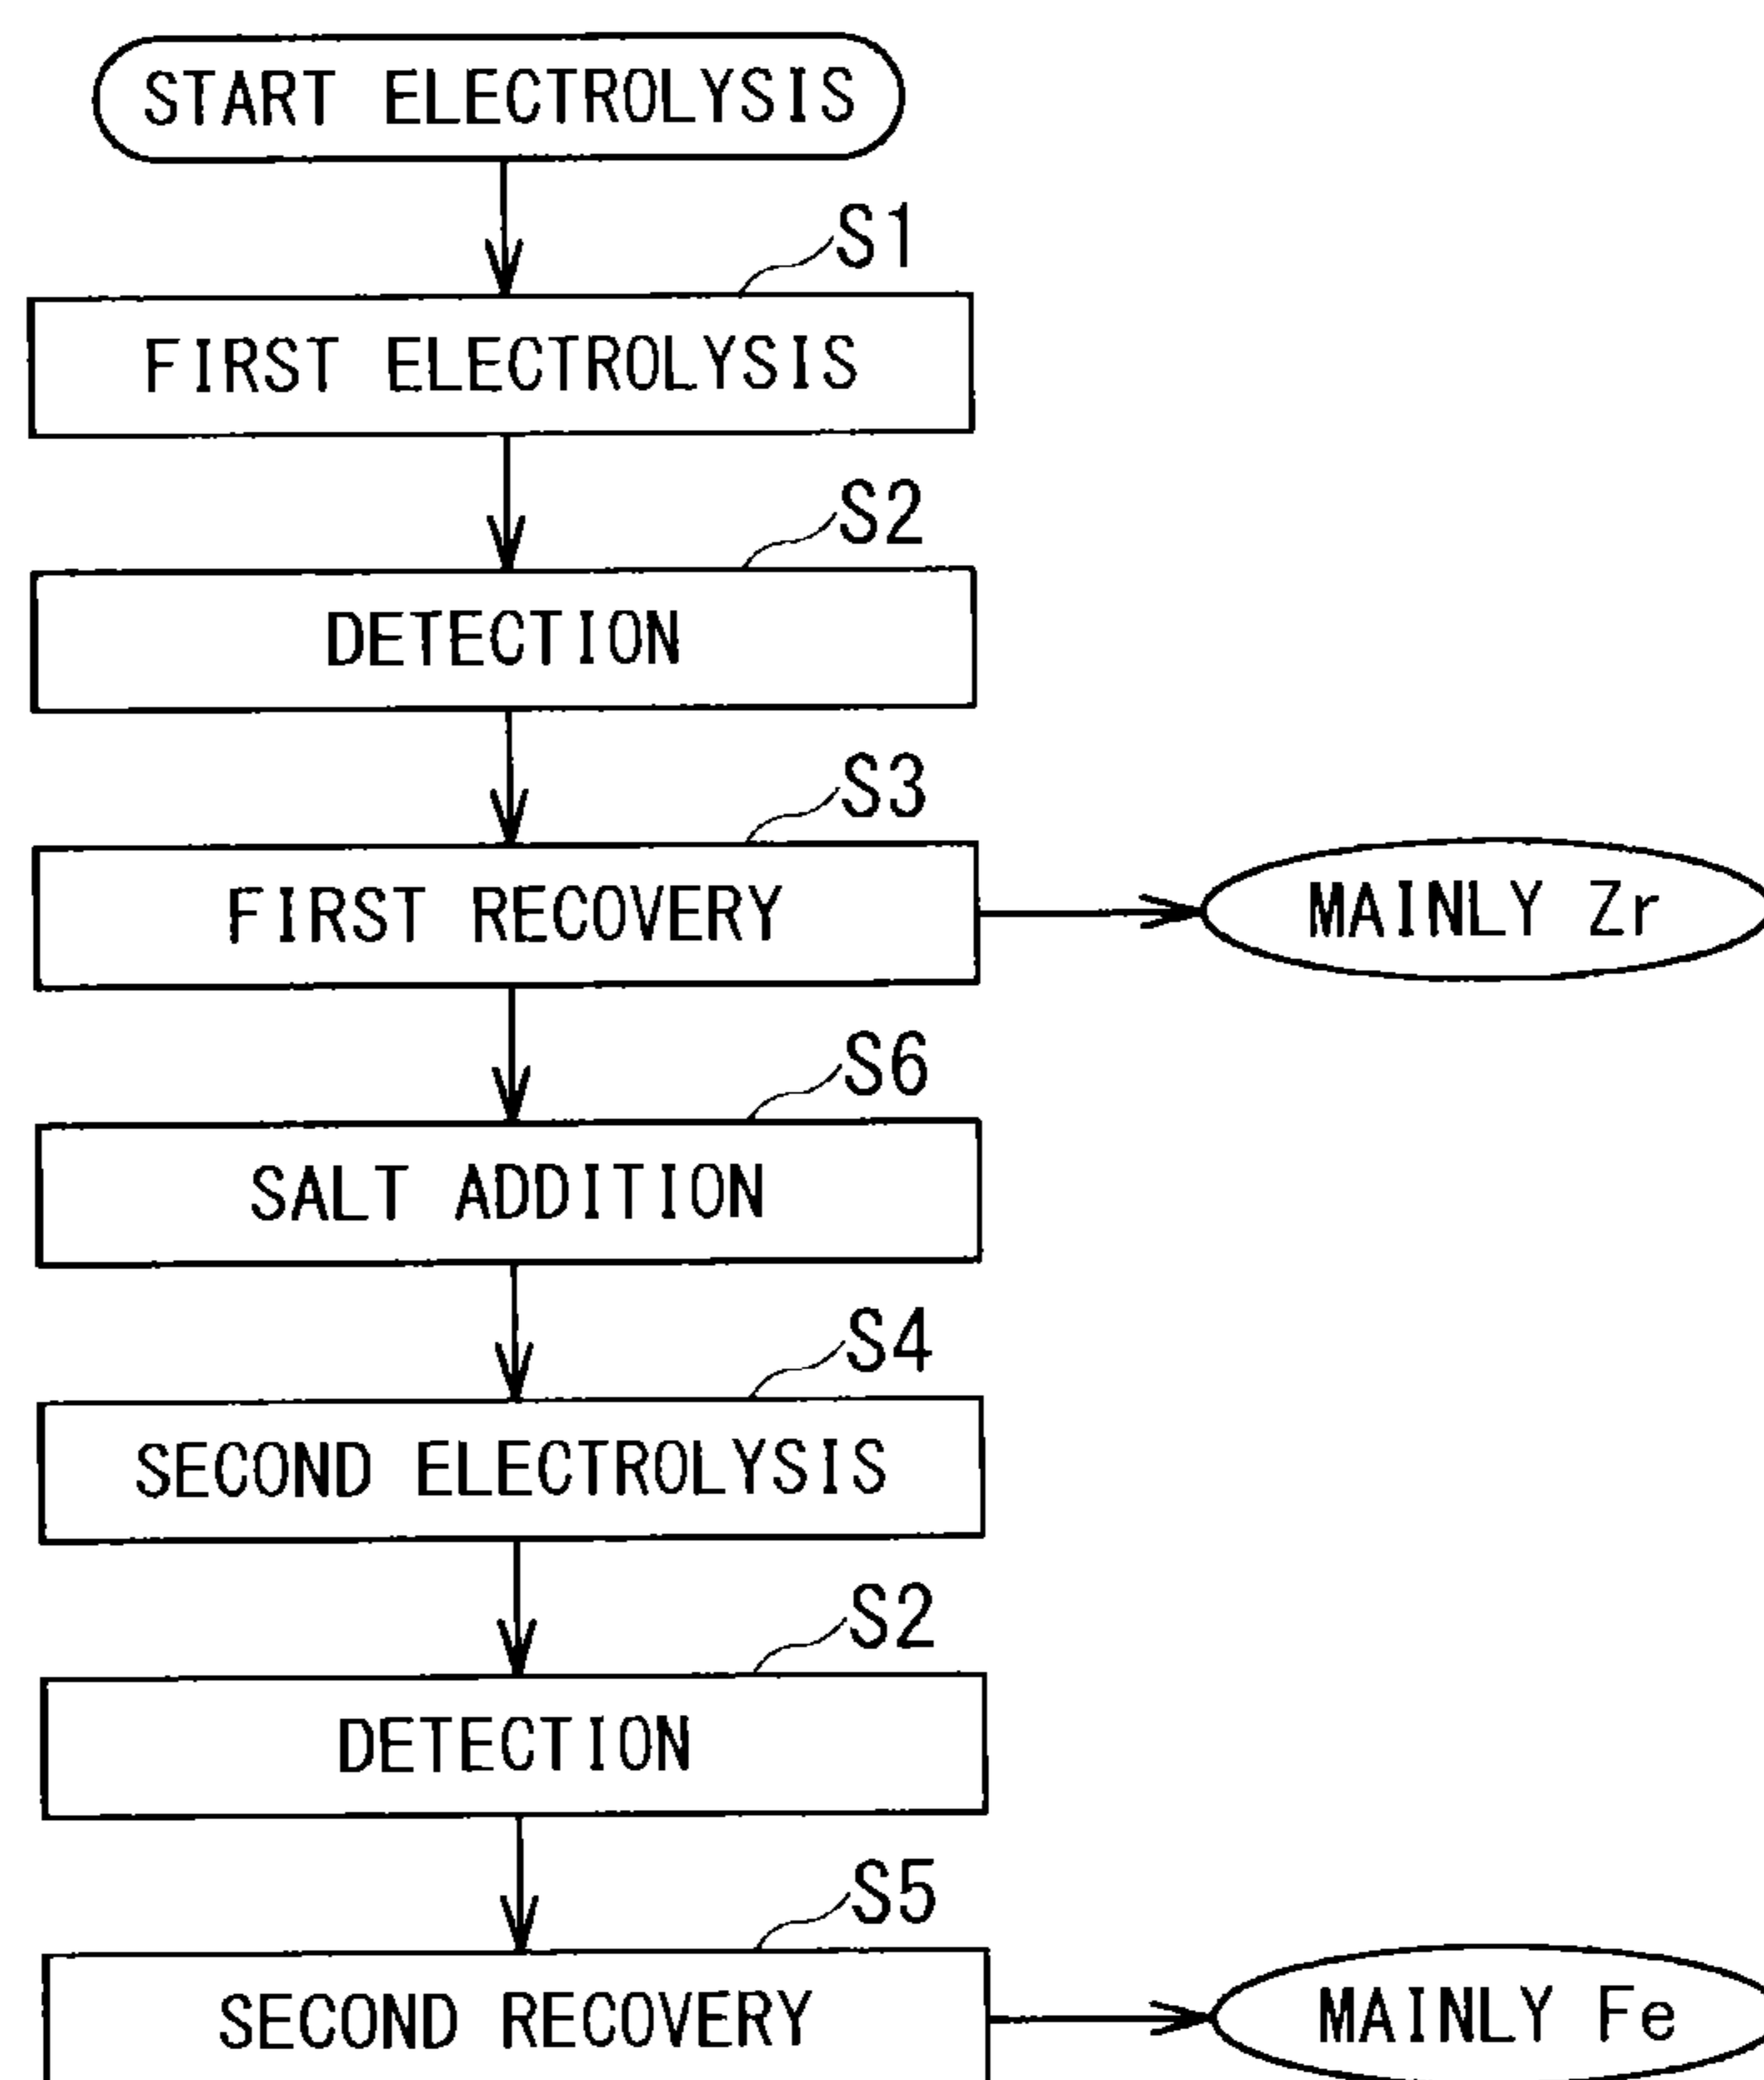 START ELECTROLYSIS
S1
FIRST ELECTROLYSIS
S2
DETECTION
S3
FIRST RECOVERY
MAINLY Zr
S6
SALT ADDITION
S4
SECOND ELECTROLYSIS
S2
DETECTION
S5
SECOND RECOVERY
MAINLY Fe